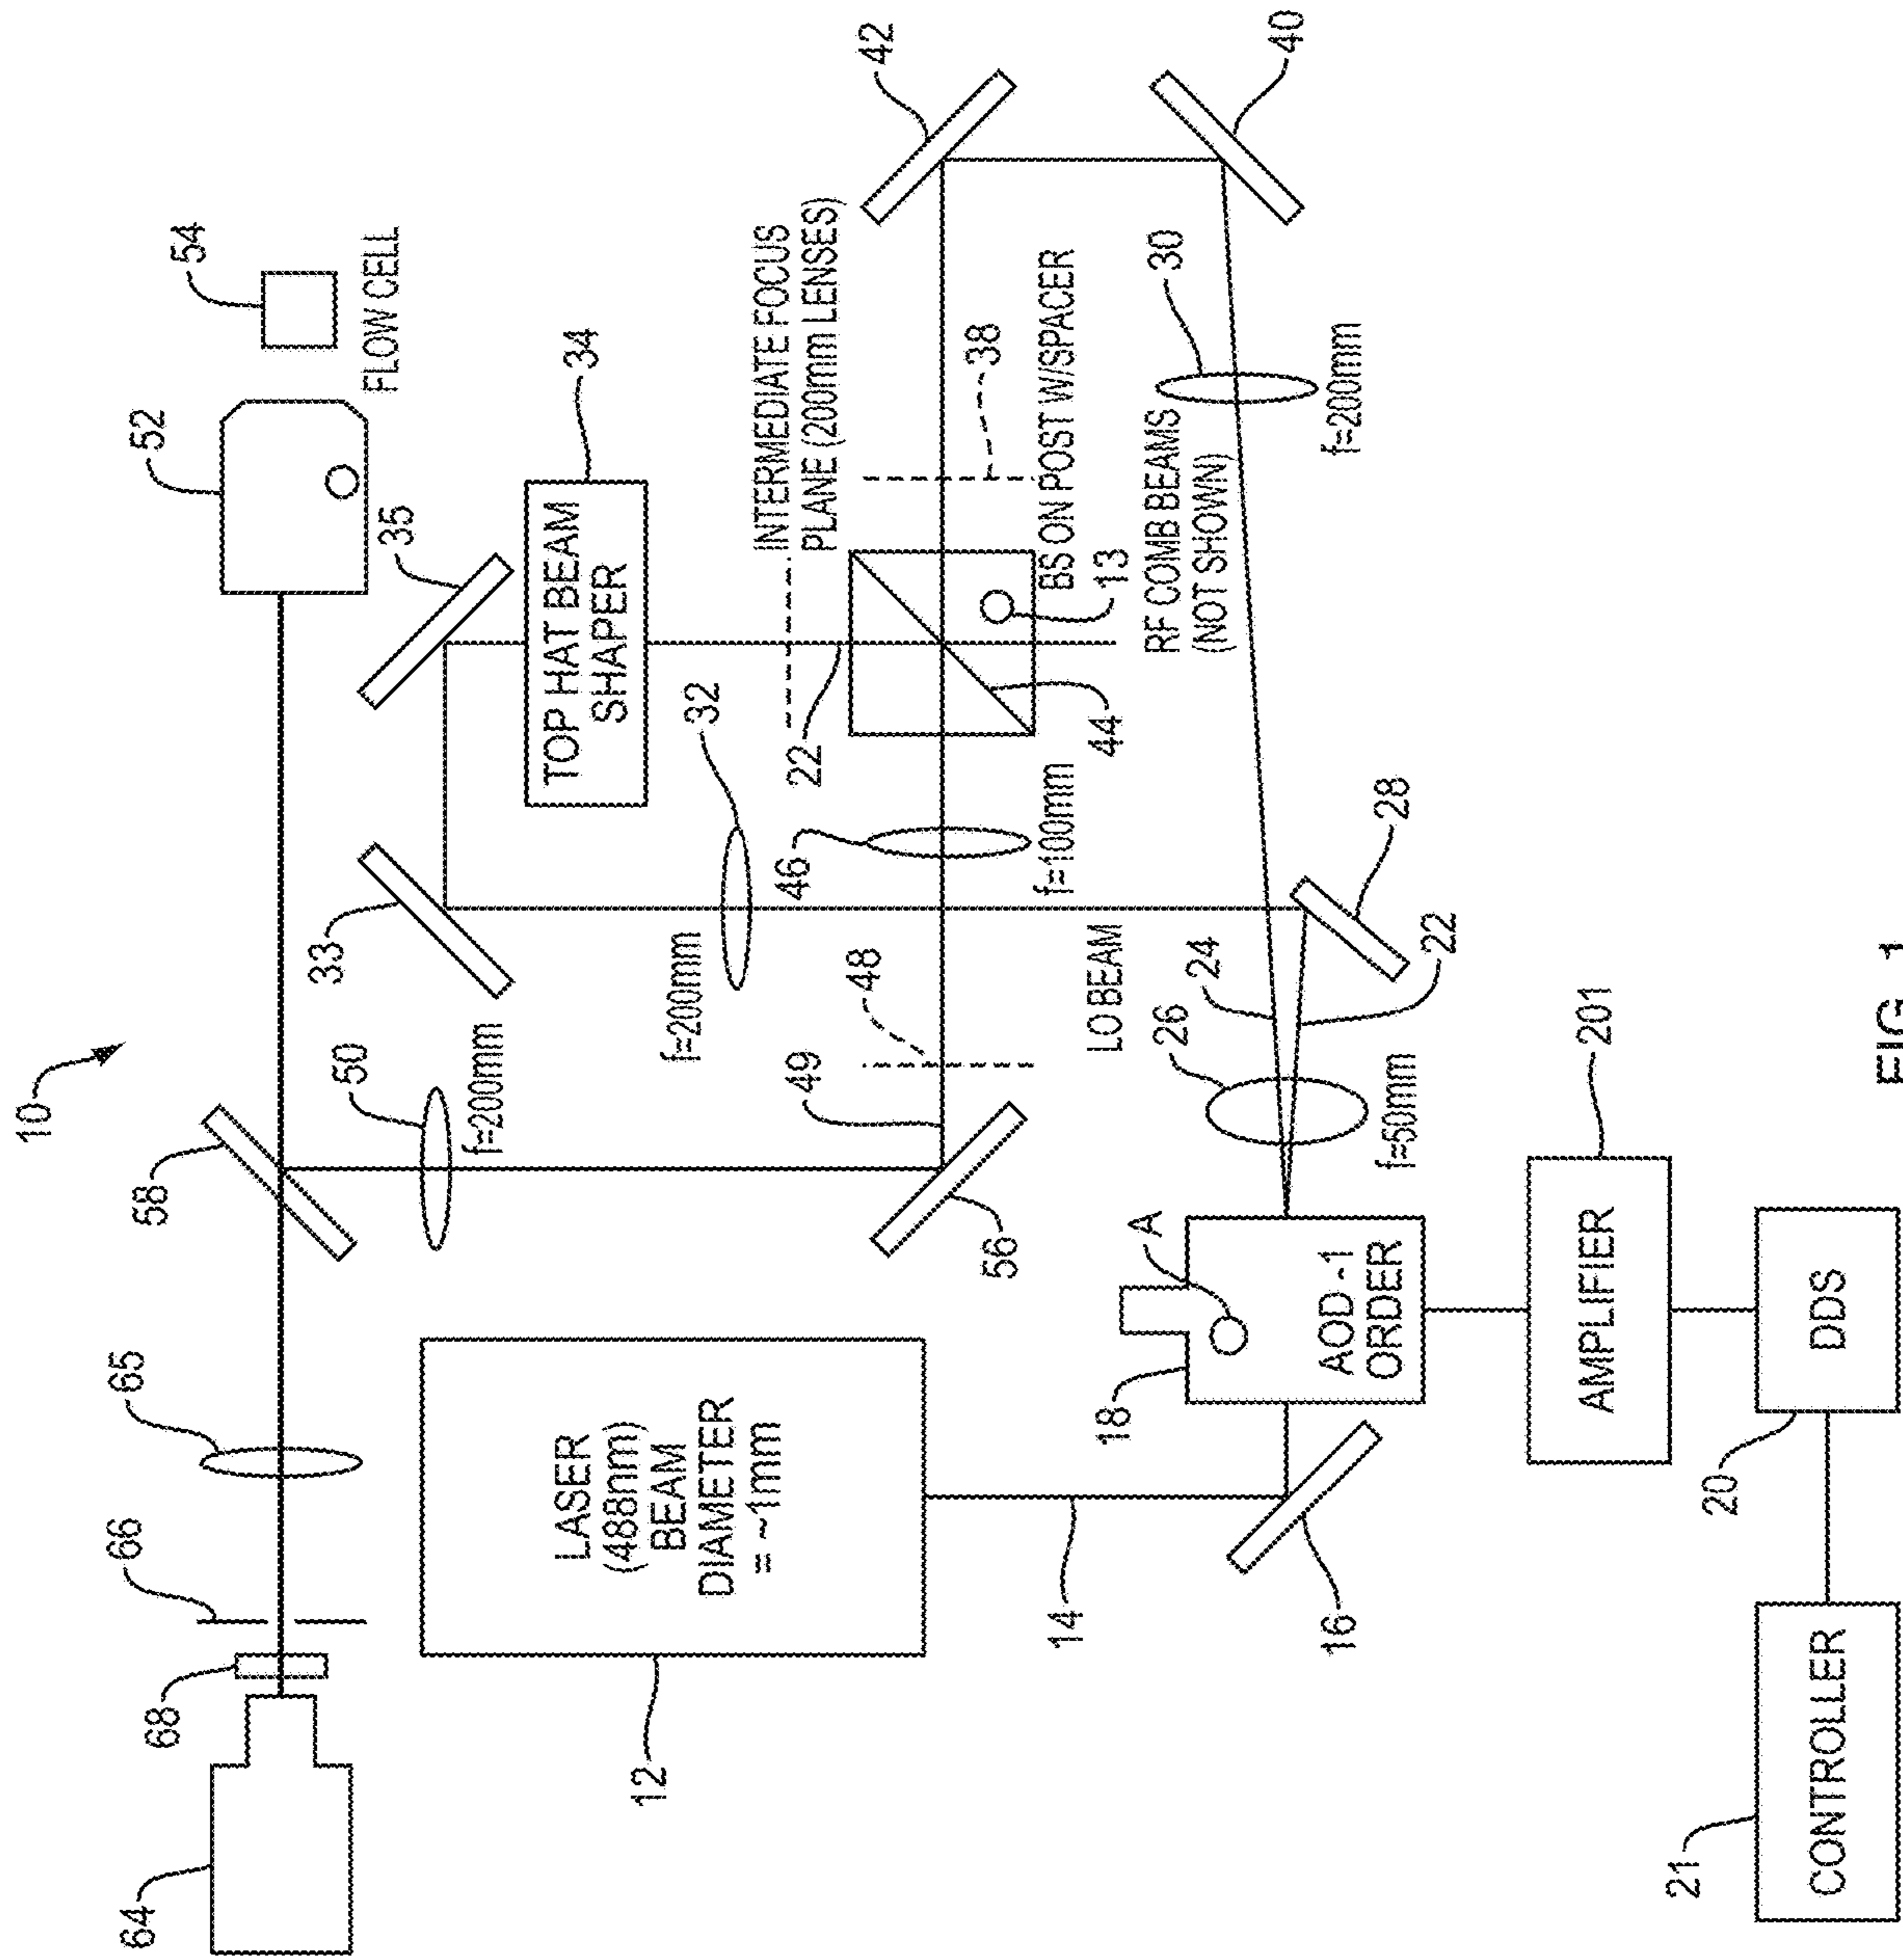 10
54
FLOW CELL
52
58
65
66
68
64
50
f=200mm
35
33
34
TOP HAT BEAM
SHAPER
32
f=200mm
42
INTERMEDIATE FOCUS
PLANE (200mm LENSES)
22
38
BS ON POST W/SPACER
13
44
46
f=100mm
48
49
56
LASER
(488nm)
BEAM
DIAMETER
= ~1mm
12
14
16
40
30
f=200mm
RF COMB BEAMS
(NOT SHOWN)
28
LO BEAM
24
22
26
f=50mm
A
18
AOD -1
ORDER
201
AMPLIFIER
DDS
20
CONTROLLER
21
FIG. 1